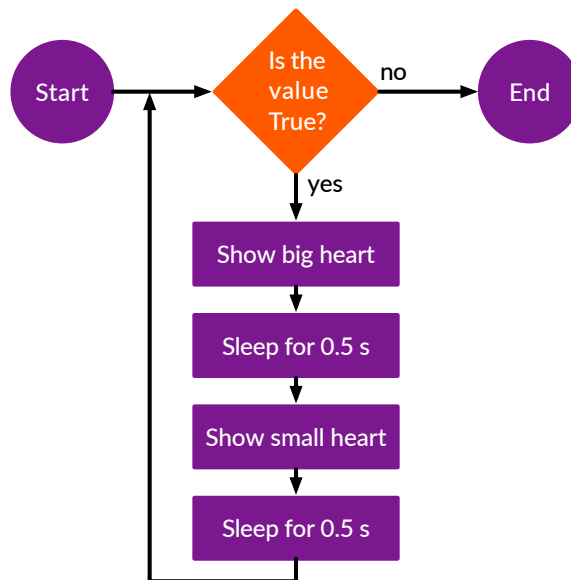 Start
Is the
value
True?
no
End
yes
Show big heart
Sleep for 0.5 s
Show small heart
Sleep for 0.5 s